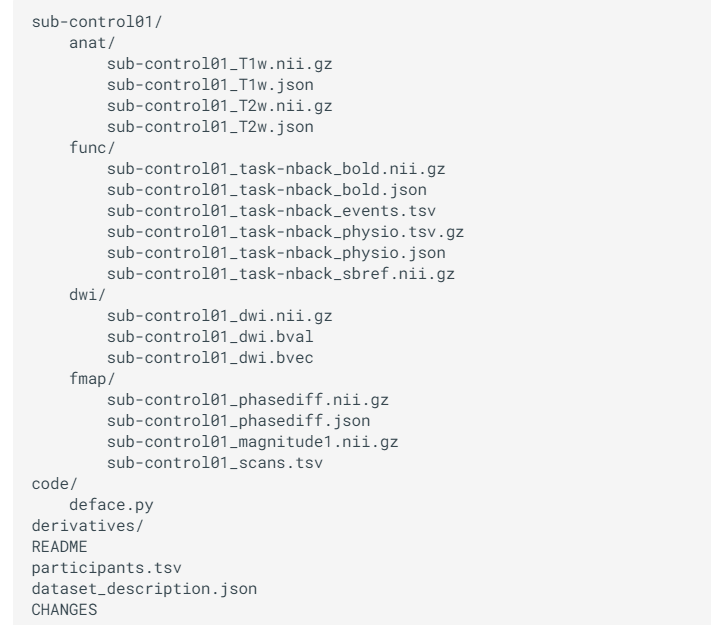 sub-control01/
    anat/
        sub-control01_T1w.nii.gz
        sub-control01_T1w.json
        sub-control01_T2w.nii.gz
        sub-control01_T2w.json
    func/
        sub-control01_task-nback_bold.nii.gz
        sub-control01_task-nback_bold.json
        sub-control01_task-nback_events.tsv
        sub-control01_task-nback_physio.tsv.gz
        sub-control01_task-nback_physio.json
        sub-control01_task-nback_sbref.nii.gz
    dwi/
        sub-control01_dwi.nii.gz
        sub-control01_dwi.bval
        sub-control01_dwi.bvec
    fmap/
        sub-control01_phasediff.nii.gz
        sub-control01_phasediff.json
        sub-control01_magnitude1.nii.gz
        sub-control01_scans.tsv
code/
    deface.py
derivatives/
README
participants.tsv
dataset_description.json
CHANGES